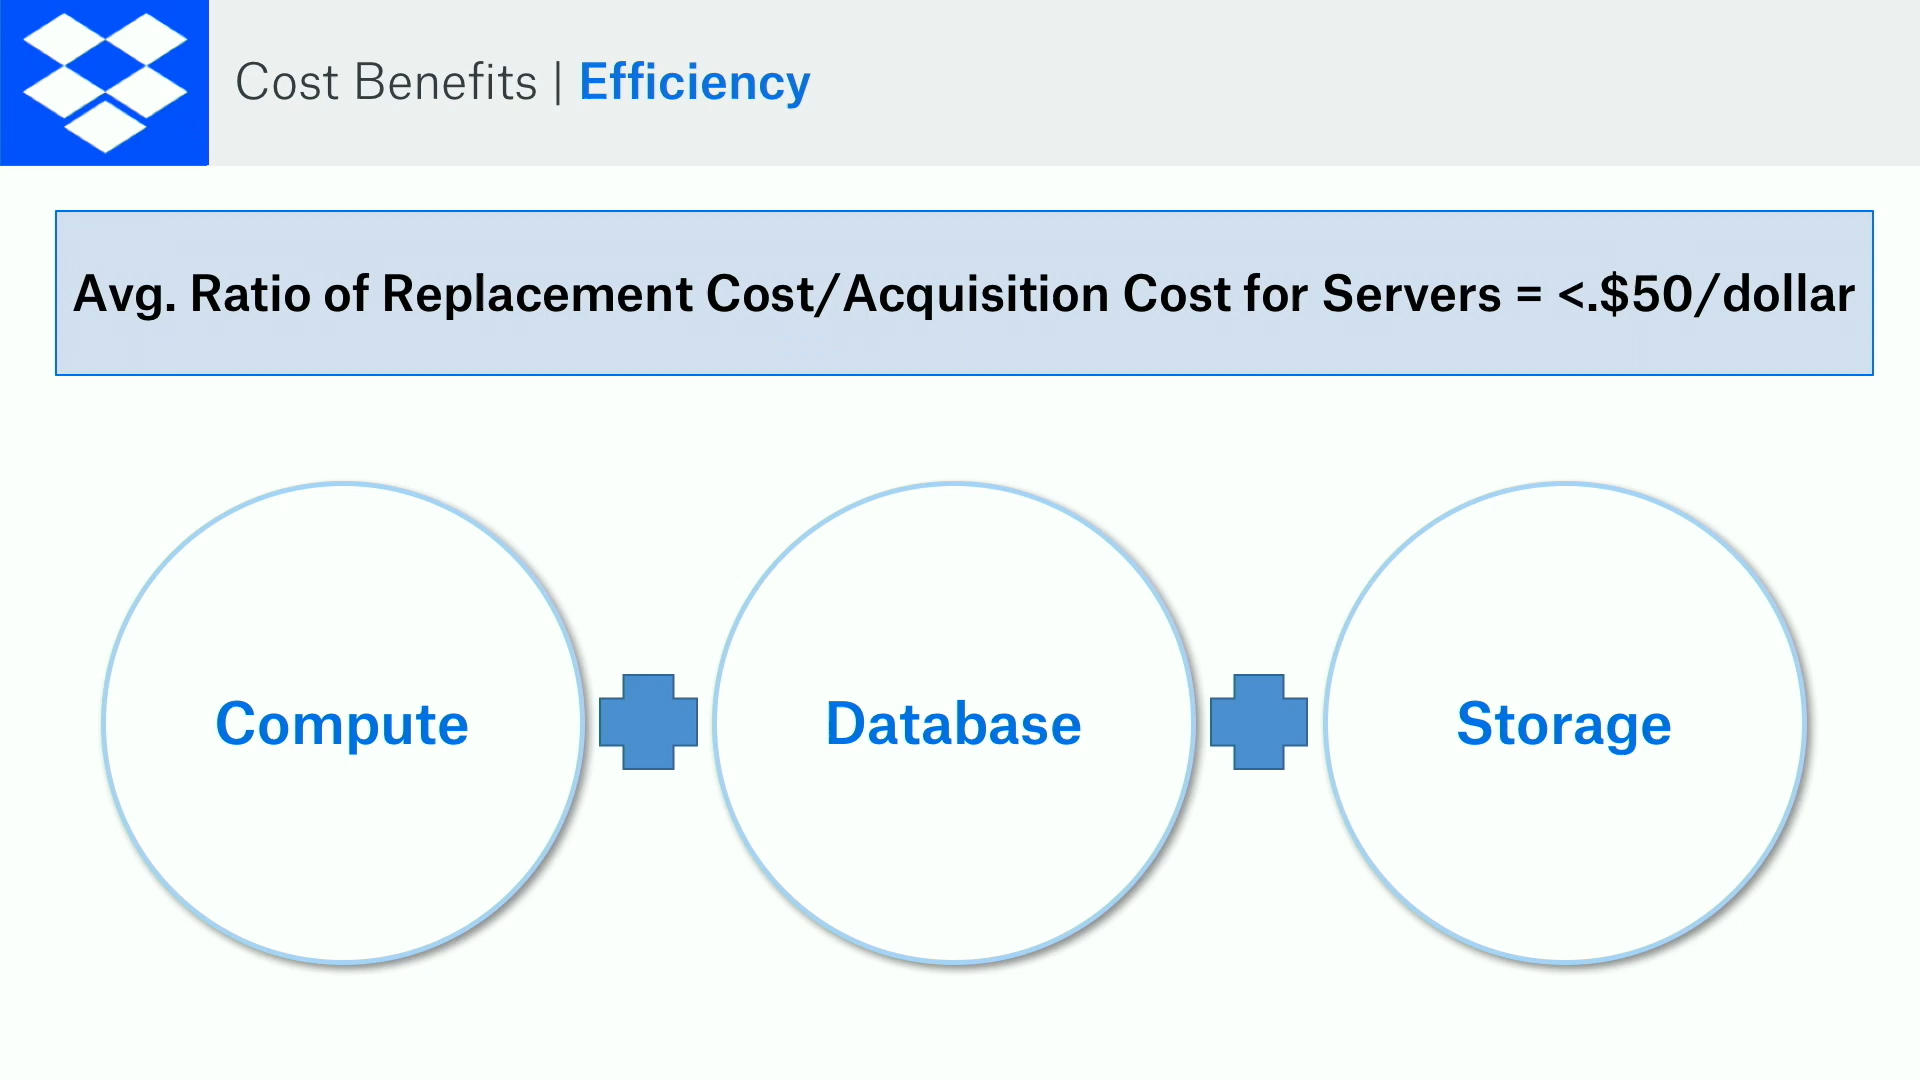 Cost Benefits | Efficiency
Avg. Ratio of Replacement Cost/Acquisition Cost for Servers = <.$50/dollar
Compute
Database
Storage